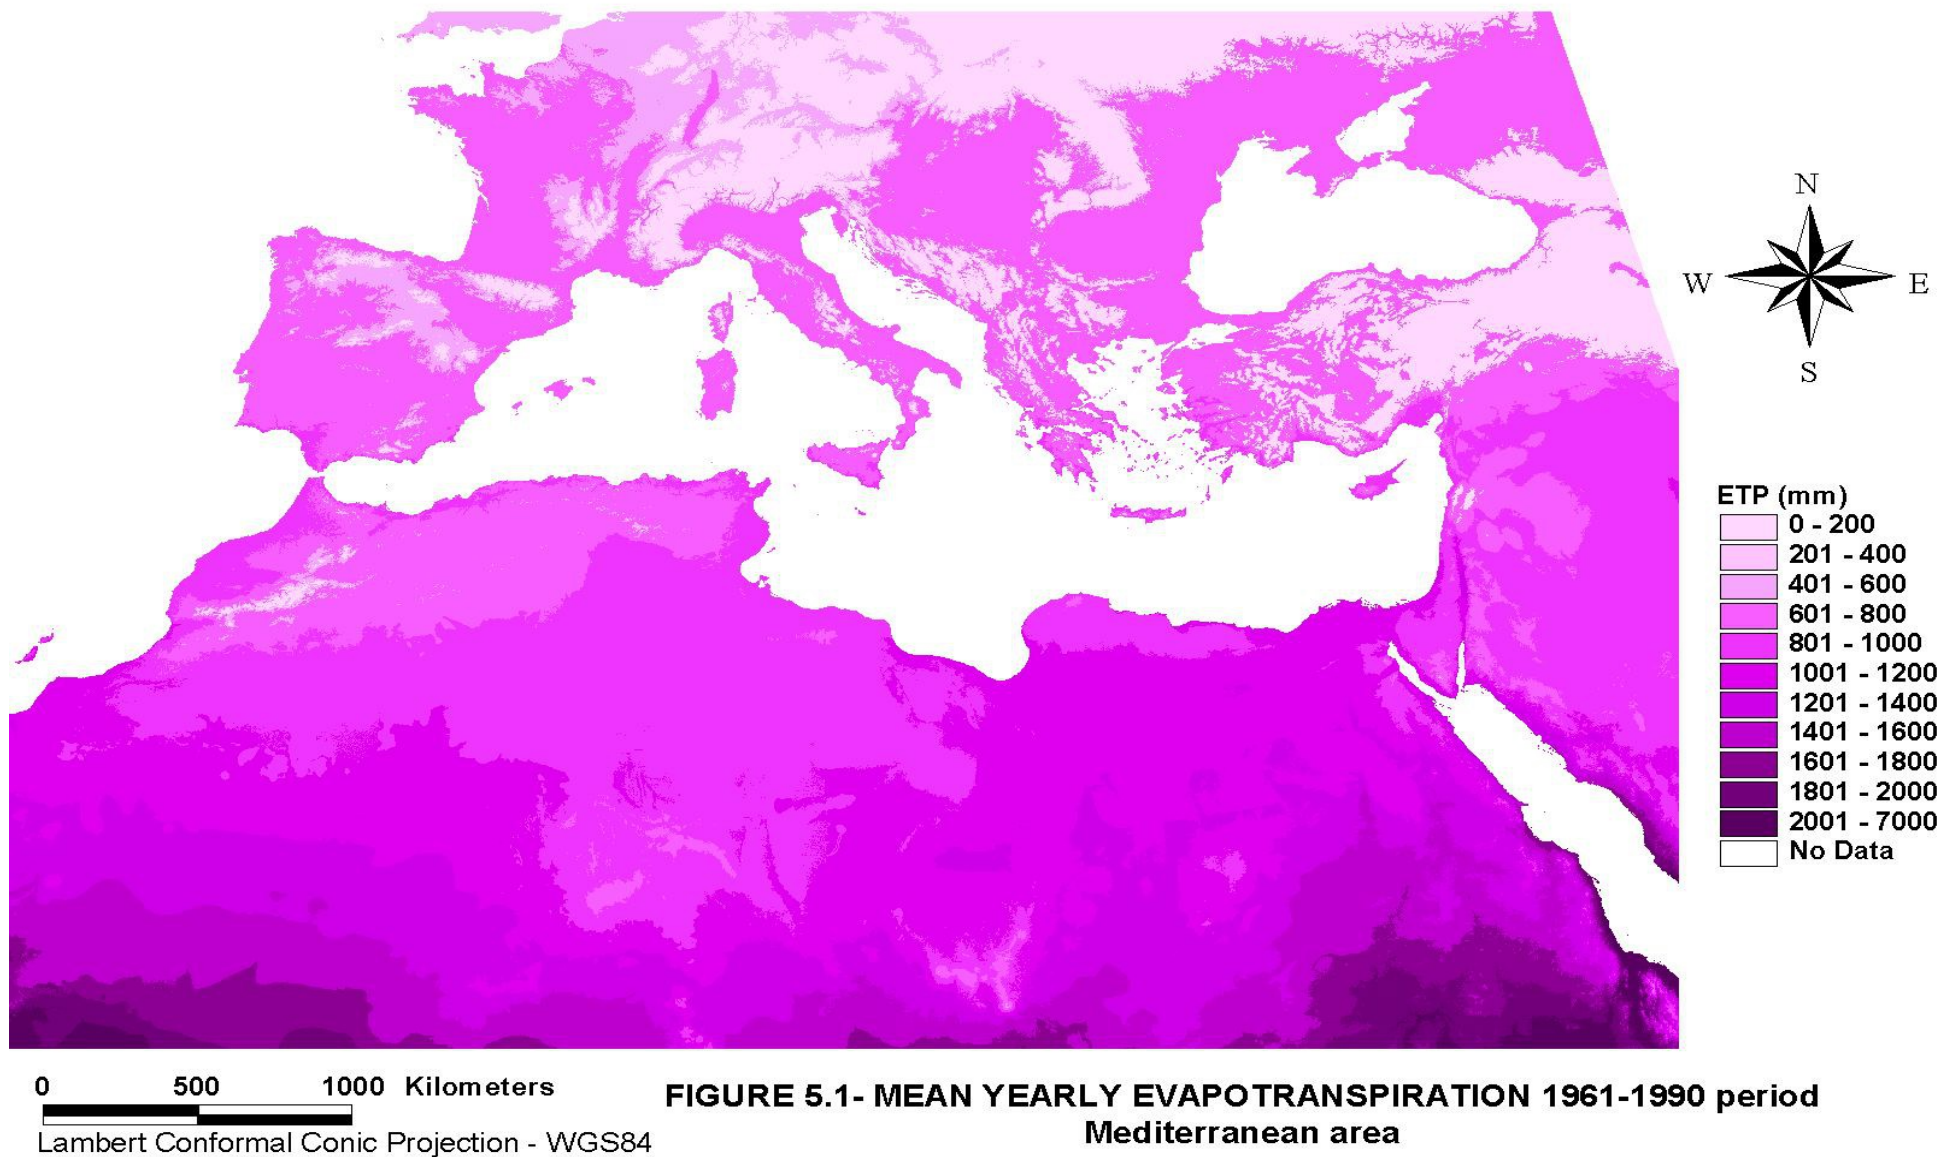 N
W E
S
ETP (mm)
0 - 200
201 - 400
401 - 600
601 - 800
801 - 1000
1001 - 1200
1201 - 1400
1401 - 1600
1601 - 1800
1801 - 2000
2001 - 7000
No Data
0 500 1000 Kilometers
Lambert Conformal Conic Projection - WGS84
FIGURE 5.1- MEAN YEARLY EVAPOTRANSPIRATION 1961-1990 period
Mediterranean area